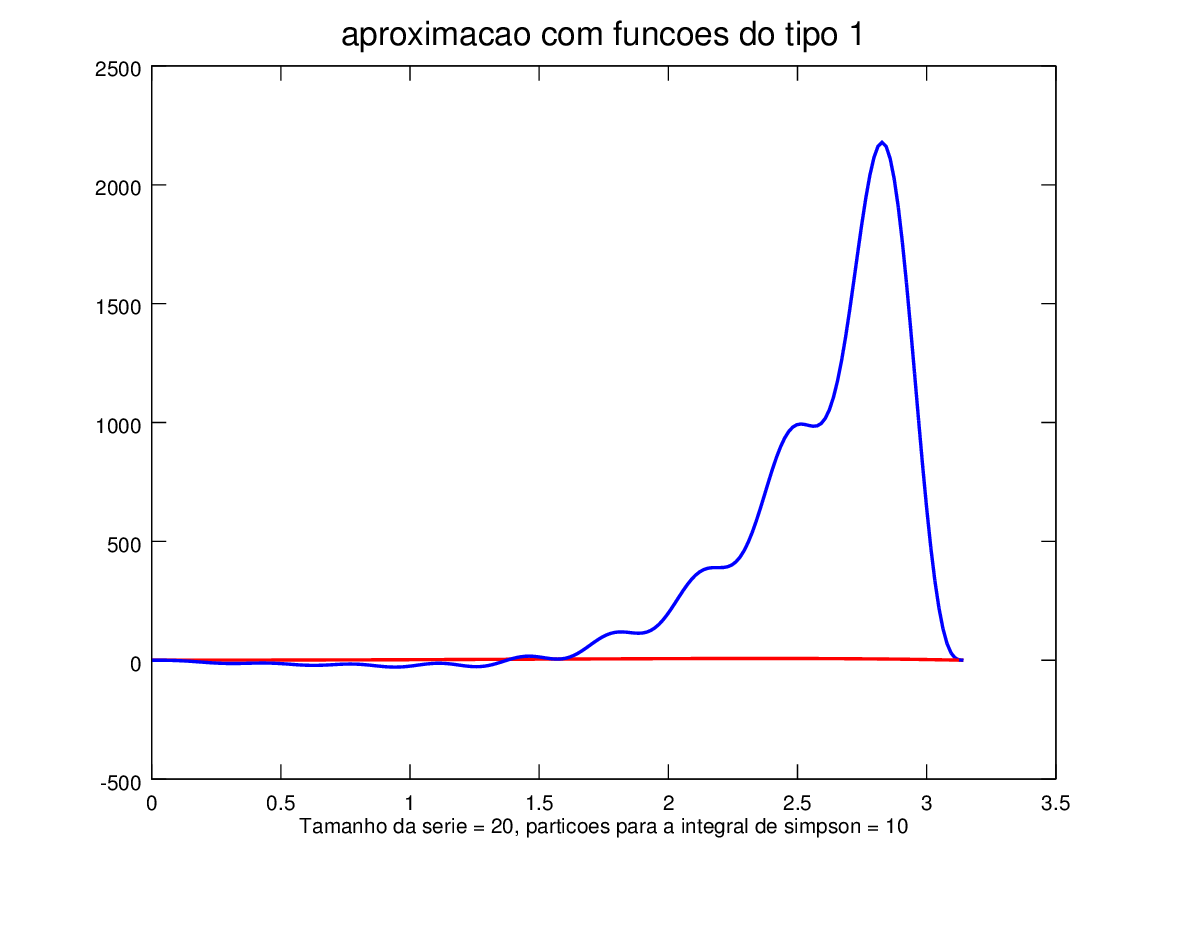 aproximacao com funcoes do tipo 1
2500
2000
1500
1000
500
0
-500
0 0.5 1 1.5 2 2.5 3 3.5
Tamanho da serie = 20, particoes para a integral de simpson = 10